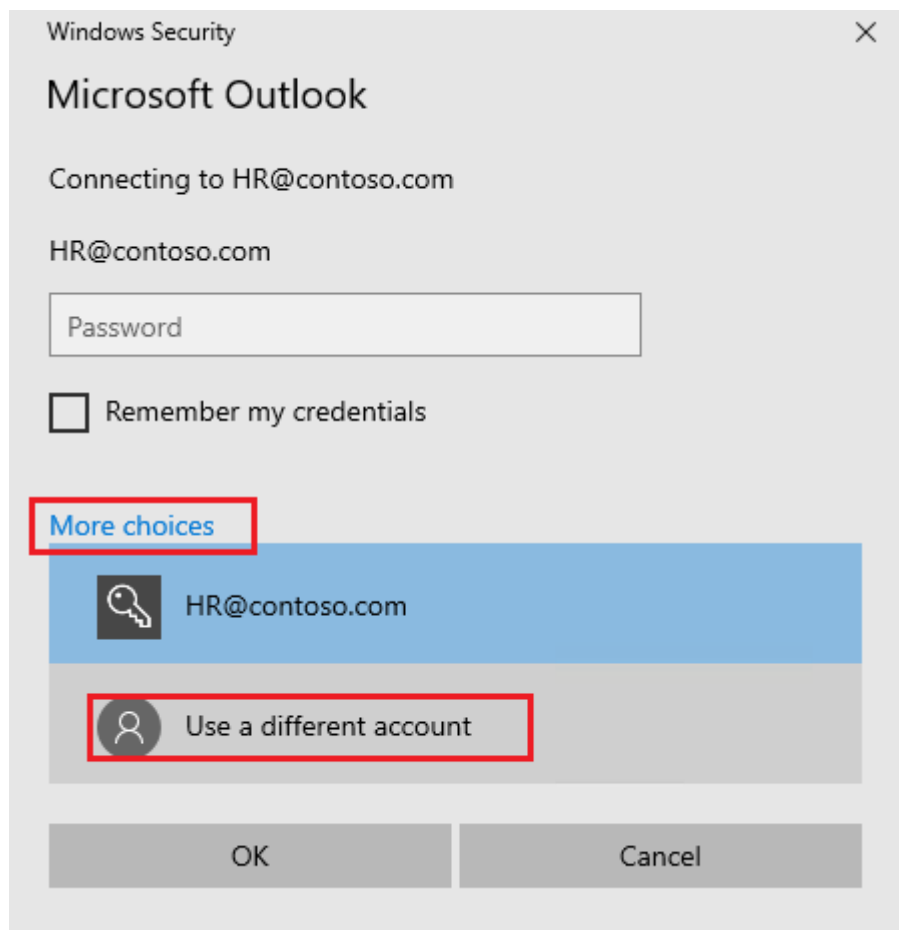 Windows Security
Microsoft Outlook
Connecting to HR@contoso.com
HR@contoso.com
Password
Remember my credentials
More choices
HR@contoso.com
Use a different account
OK
Cancel